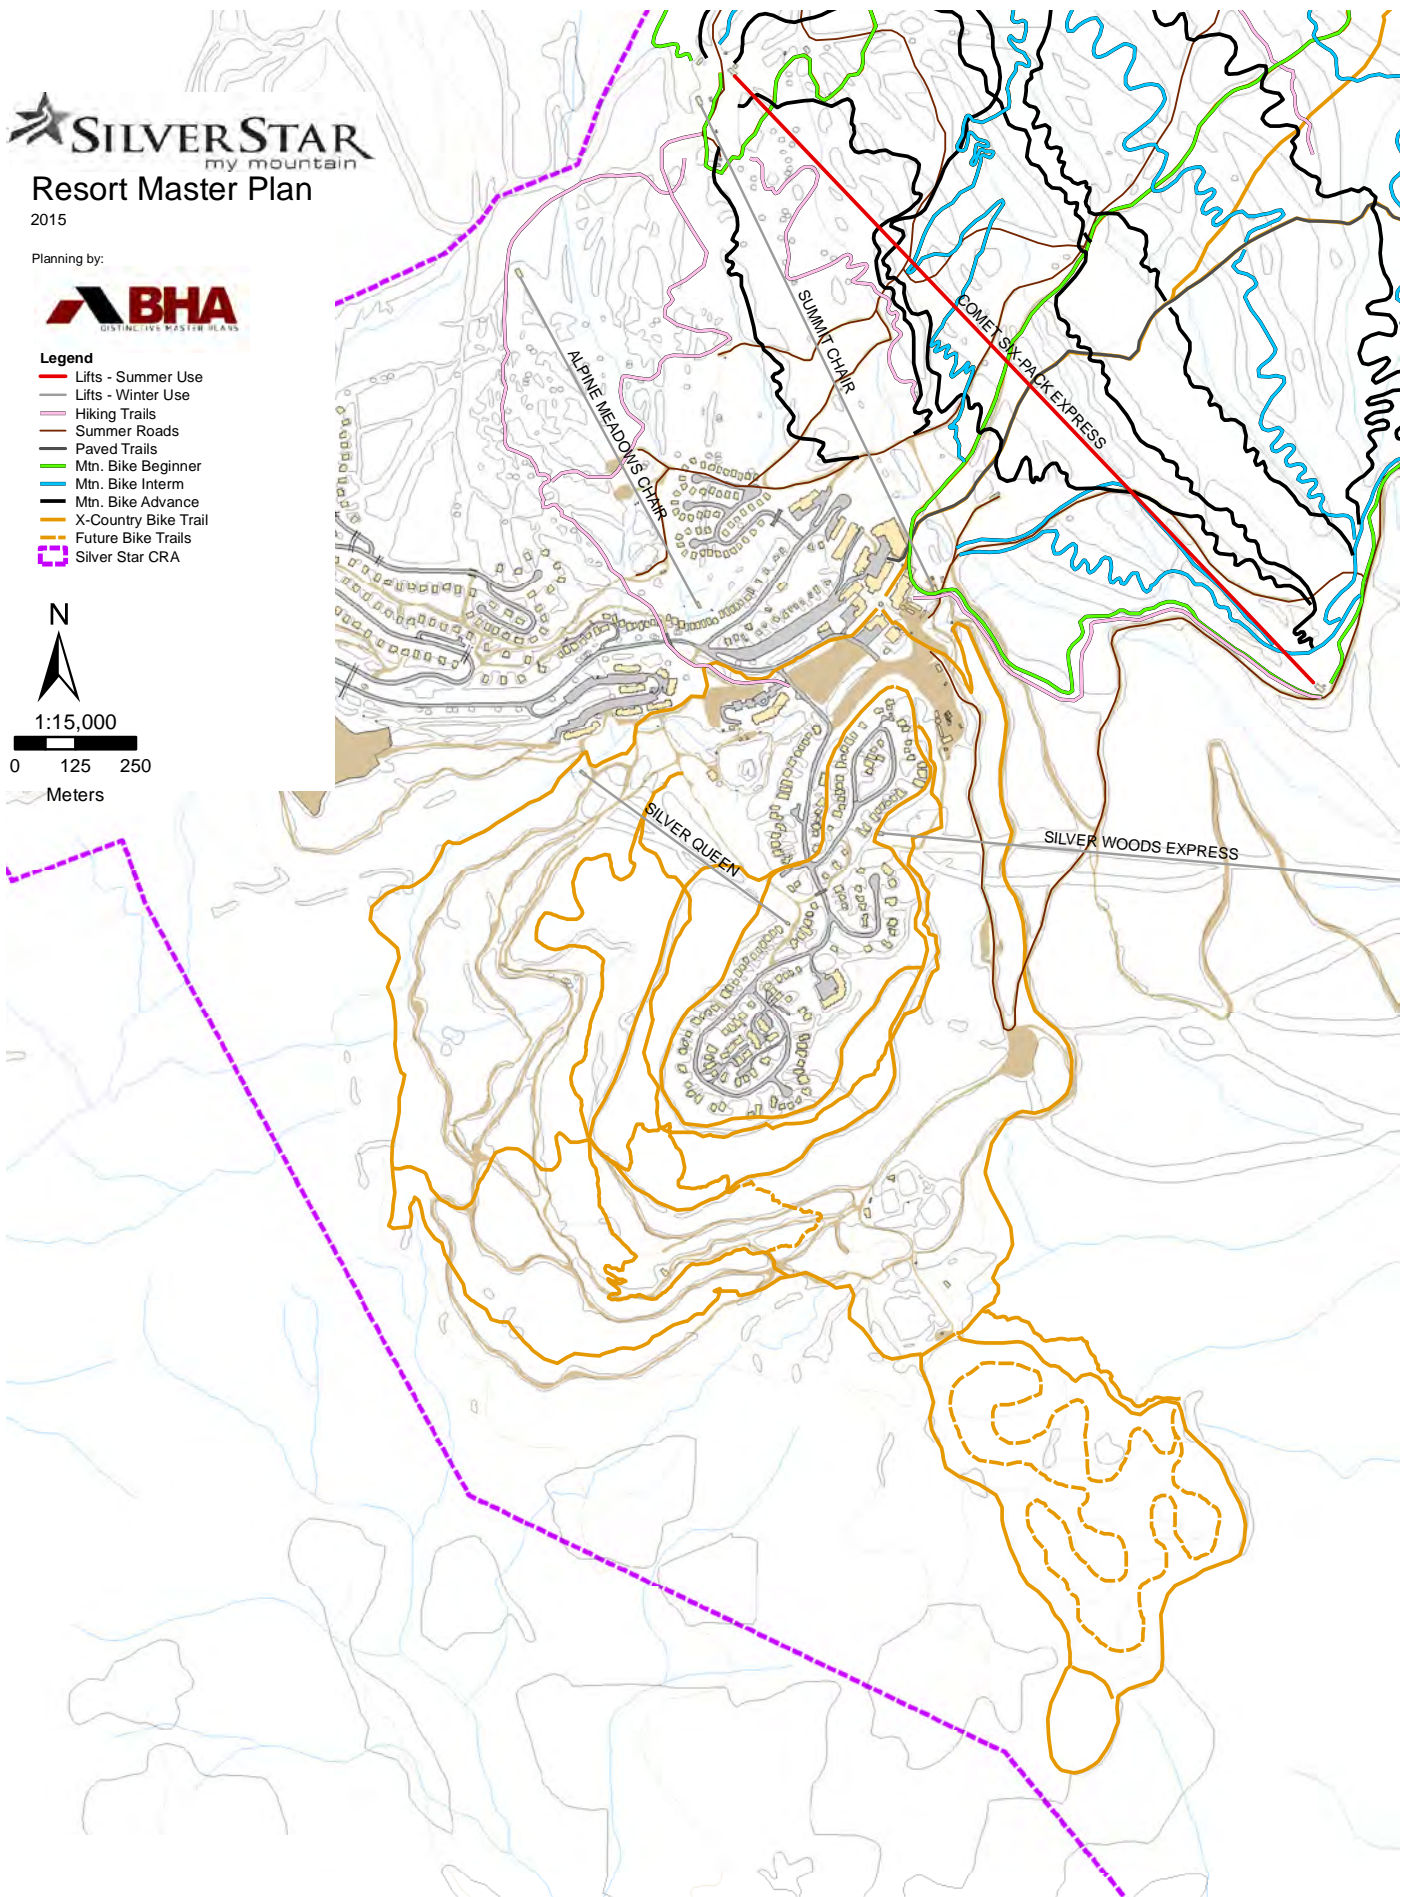 SILVERSTAR
my mountain
Resort Master Plan
2015
Planning by:
BHA
DISTINCTIVE MASTER PLANS
Legend
Lifts - Summer Use
Lifts - Winter Use
Hiking Trails
Summer Roads
Paved Trails
Mtn. Bike Beginner
Mtn. Bike Interm
Mtn. Bike Advance
X-Country Bike Trail
Future Bike Trails
Silver Star CRA
N
1:15,000
0 125 250
Meters
ALPINE MEADOWS CHAIR
SUMMIT CHAIR
COMET SIX-PACK EXPRESS
SILVER QUEEN
SILVER WOODS EXPRESS